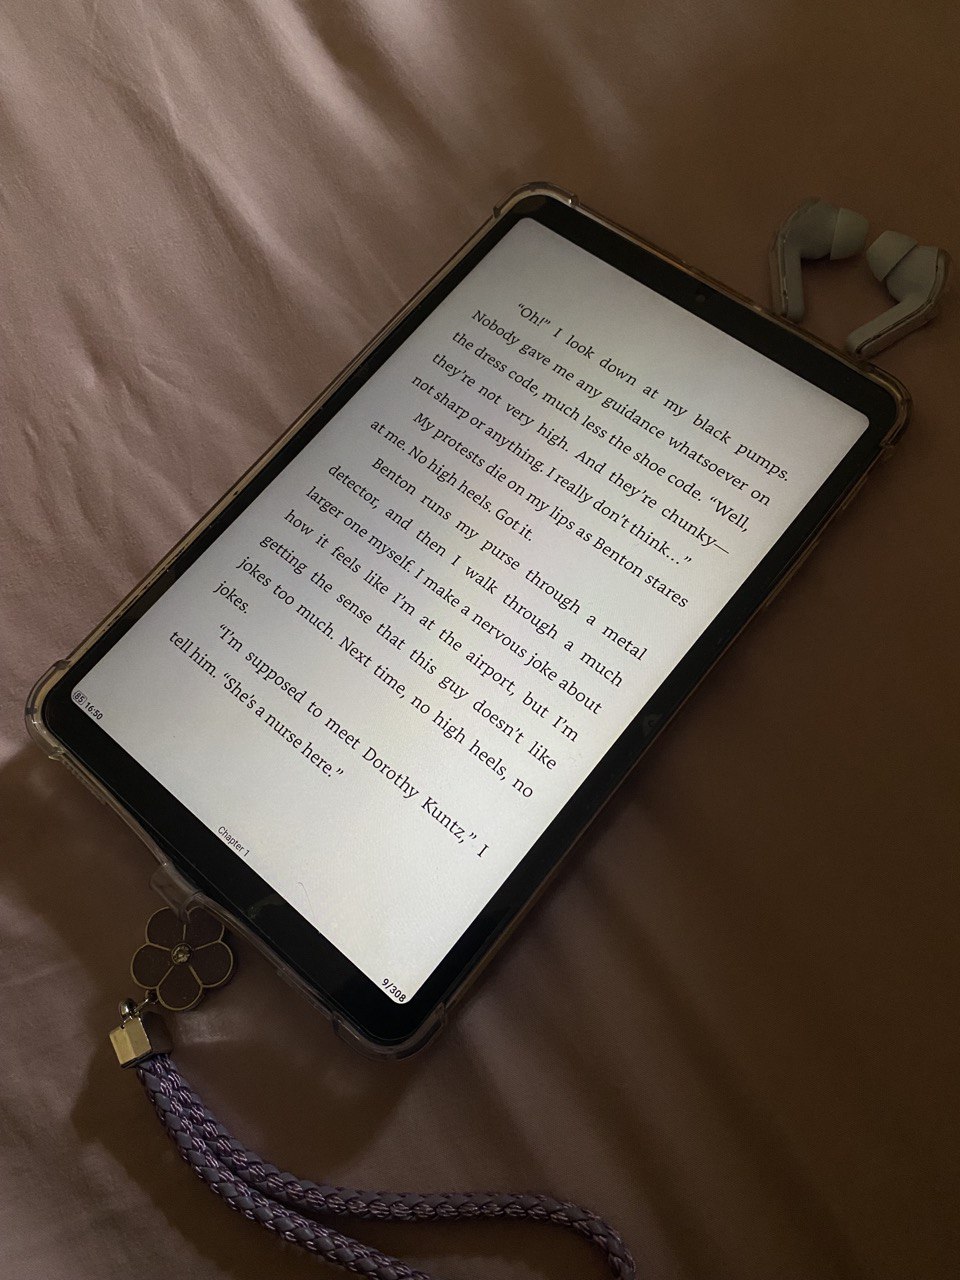 “Oh!” I look down at my black pumps.
Nobody gave me any guidance whatsoever on
the dress code, much less the shoe code. “Well,
they’re not very high. And they’re chunky—
not sharp or anything. I really don’t think…”
My protests die on my lips as Benton stares
at me. No high heels. Got it.
Benton runs my purse through a metal
detector, and then I walk through a much
larger one myself. I make a nervous joke about
how it feels like I’m at the airport, but I’m
getting the sense that this guy doesn’t like
jokes too much. Next time, no high heels, no
jokes.
“I’m supposed to meet Dorothy Kuntz,” I
tell him. “She’s a nurse here.”
85 16:50
Chapter 1
9/308